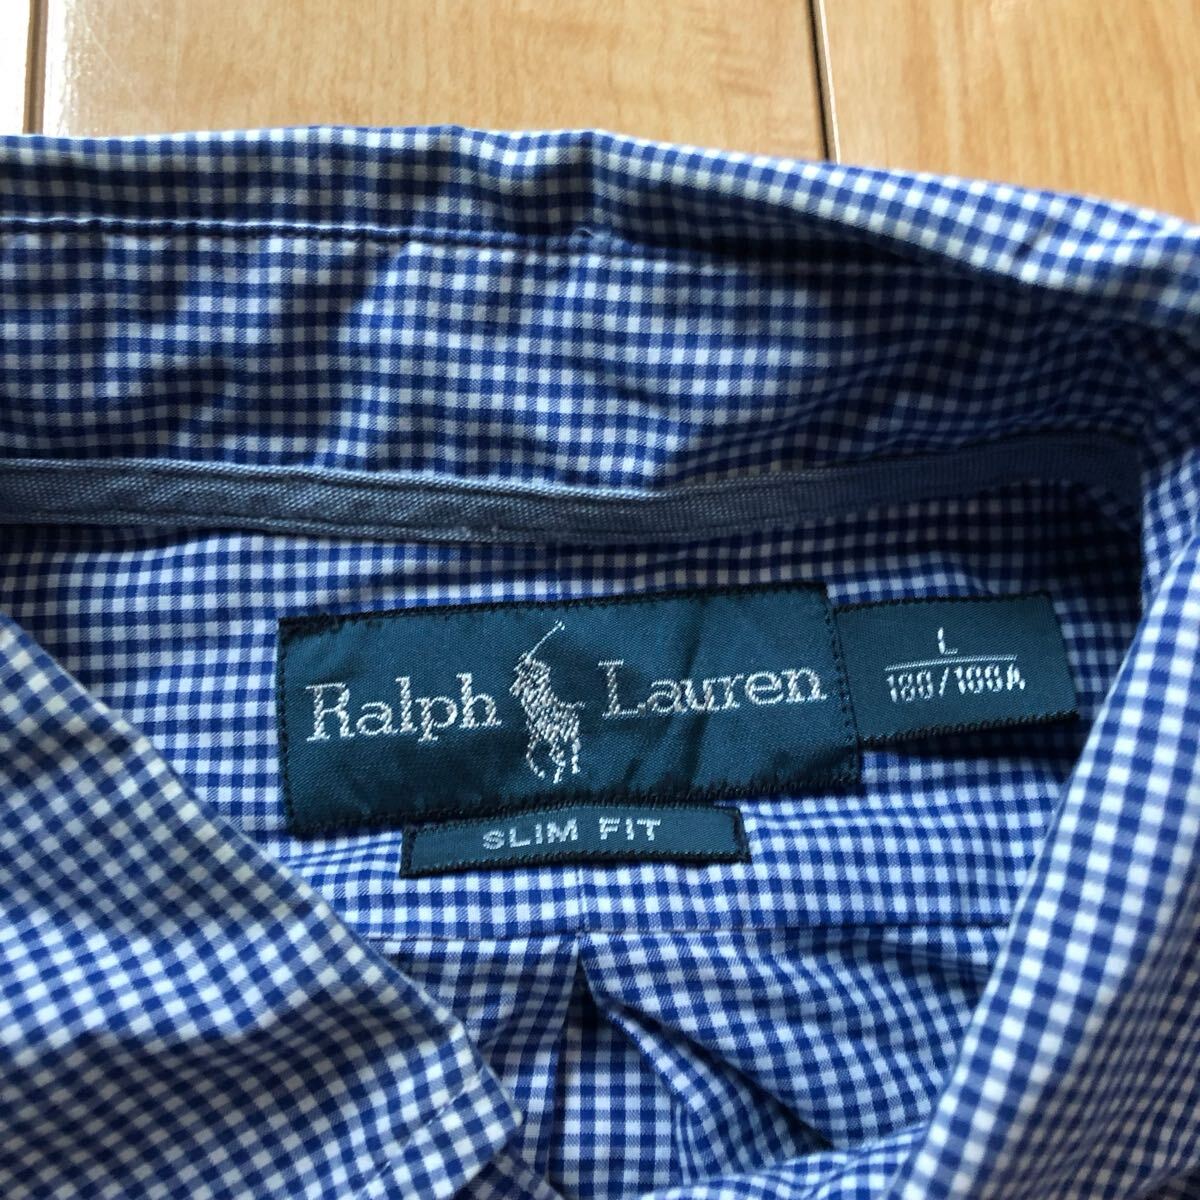 Ralph Lauren
L
180/100A
SLIM FIT